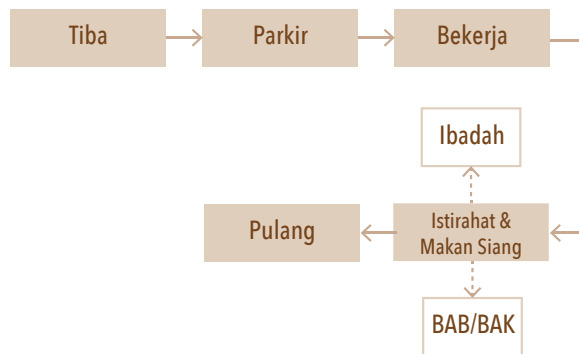 Tiba
Parkir
Bekerja
Ibadah
Pulang
Istirahat &
Makan Siang
BAB/BAK